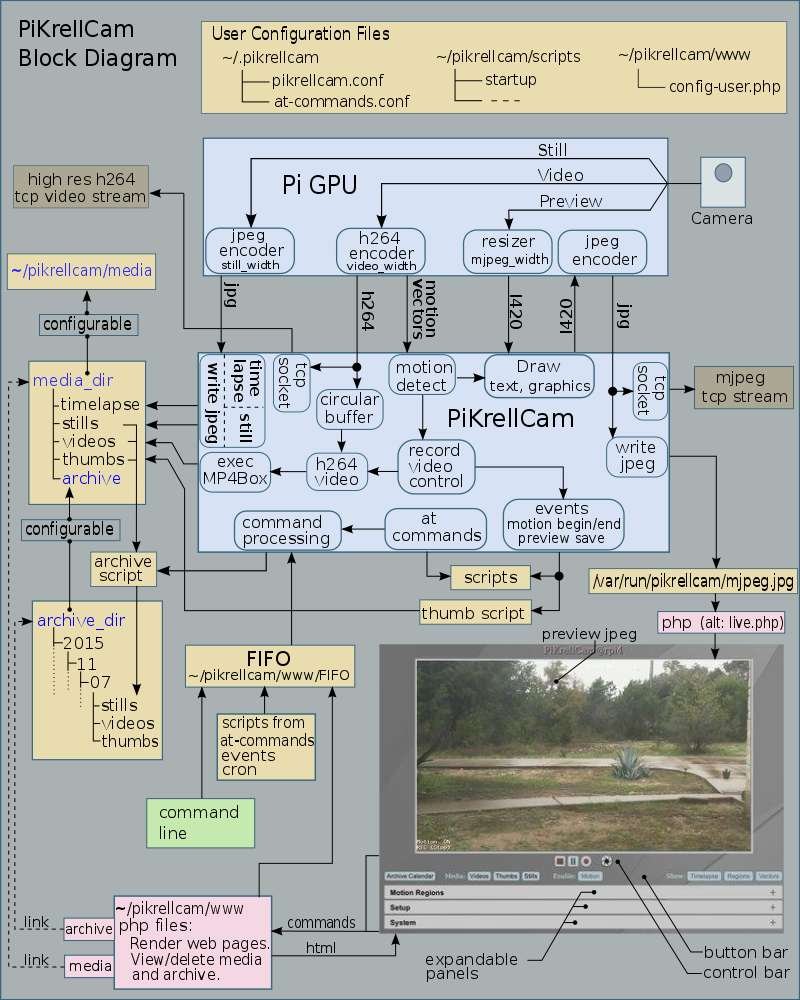 PiKrellCam
Block Diagram
User Configuration Files
~/.pikrellcam
pikrellcam.conf
at-commands.conf
~/pikrellcam/scripts
startup
- - - -
~/pikrellcam/www
config-user.php
Pi GPU
Still
Video
Preview
Camera
jpeg
encoder
still_width
h264
encoder
video_width
resizer
mjpeg_width
jpeg
encoder
high res h264
tcp video stream
~/pikrellcam/media
configurable
jpg
h264
motion
vectors
I420
I420
jpg
media_dir
timelapse
stills
videos
thumbs
archive
time
lapse
still
write jpeg
tcp
socket
circular
buffer
motion
detect
Draw
text, graphics
PiKrellCam
tcp
socket
mjpeg
tcp stream
exec
MP4Box
h264
video
record
video
control
write
jpeg
command
processing
at
commands
events
motion begin/end
preview save
configurable
archive
script
scripts
thumb script
/var/run/pikrellcam/mjpeg.jpg
php (alt: live.php)
archive_dir
2015
11
07
stills
videos
thumbs
FIFO
~/pikrellcam/www/FIFO
scripts from
at-commands
events
cron
command
line
preview jpeg
PiKrellCam@rpi4
Motion: ON
Archive Calendar
Media:
Videos
Thumbs
Stills
Enable:
Motion
Show:
Timelapse
Regions
Vectors
Motion Regions
+
Setup
+
System
+
link
archive
link
media
~/pikrellcam/www
php files:
Render web pages.
View/delete media
and archive.
commands
html
expandable
panels
button bar
control bar